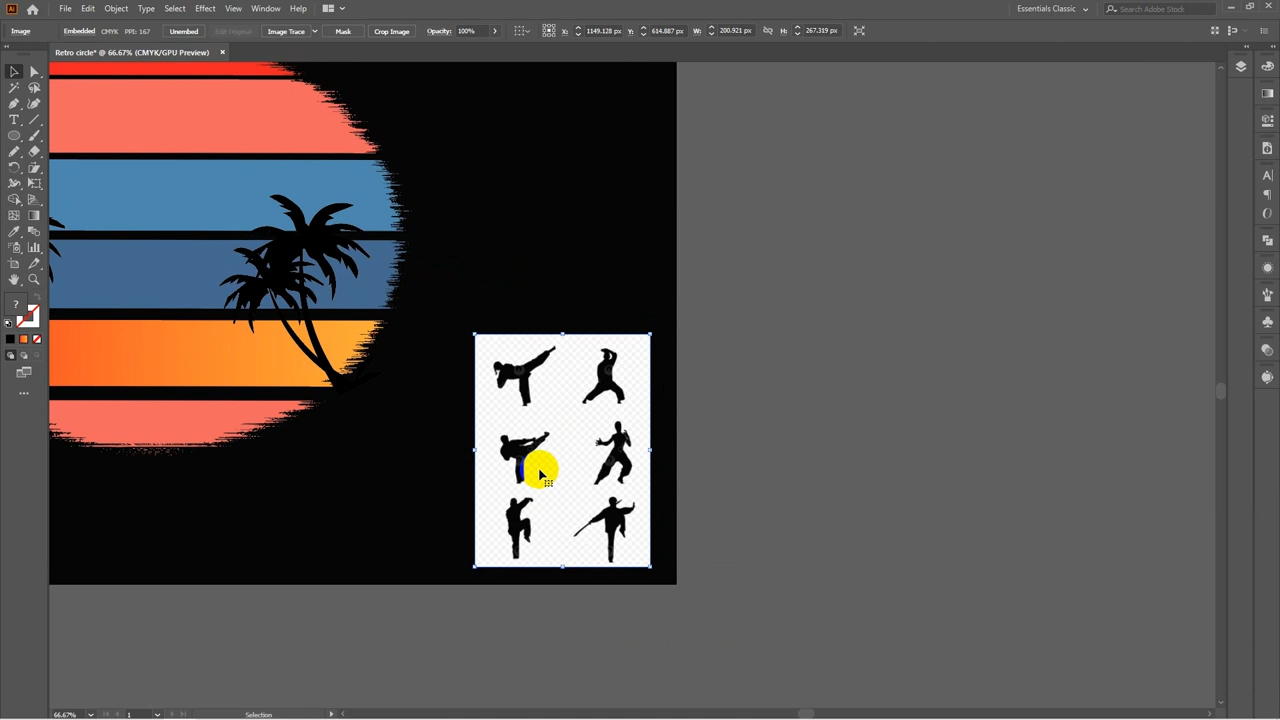 Ai File Edit Object Type Select Effect View Window Help Essentials Classic Search Adobe Stock
Image Embedded CMYK PPI: 167 Unembed Edit Original Image Trace Mask Crop Image Opacity: 100% X: 1149.128 px Y: 614.887 px W: 200.921 px H: 267.319 px
Retro circle* @ 66.67% (CMYK/GPU Preview)
?
66.67% 1 Selection